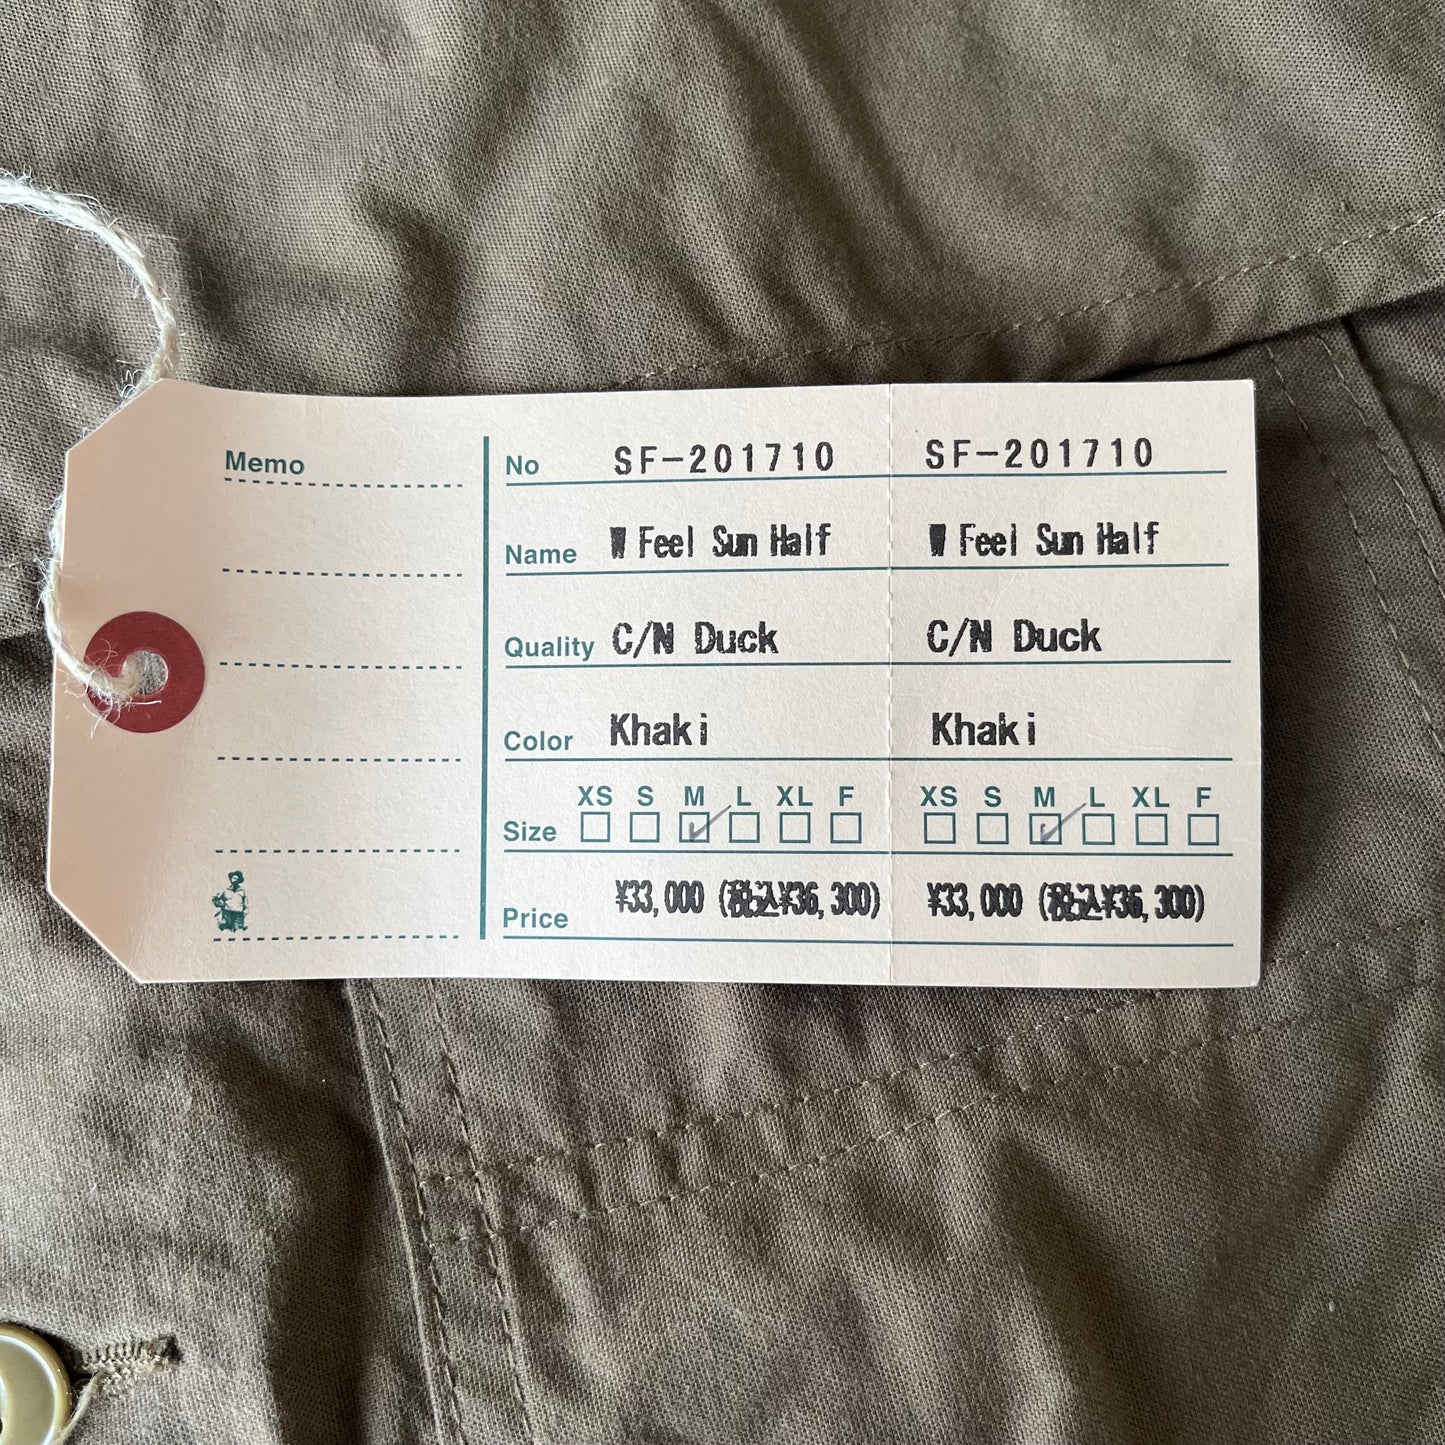 Memo
No SF-201710 SF-201710
Name W Feel Sun Half W Feel Sun Half
Quality C/N Duck C/N Duck
Color Khaki Khaki
XS S M L XL F XS S M L XL F
Size
Price ¥33,000 (税込¥36,300) ¥33,000 (税込¥36,300)